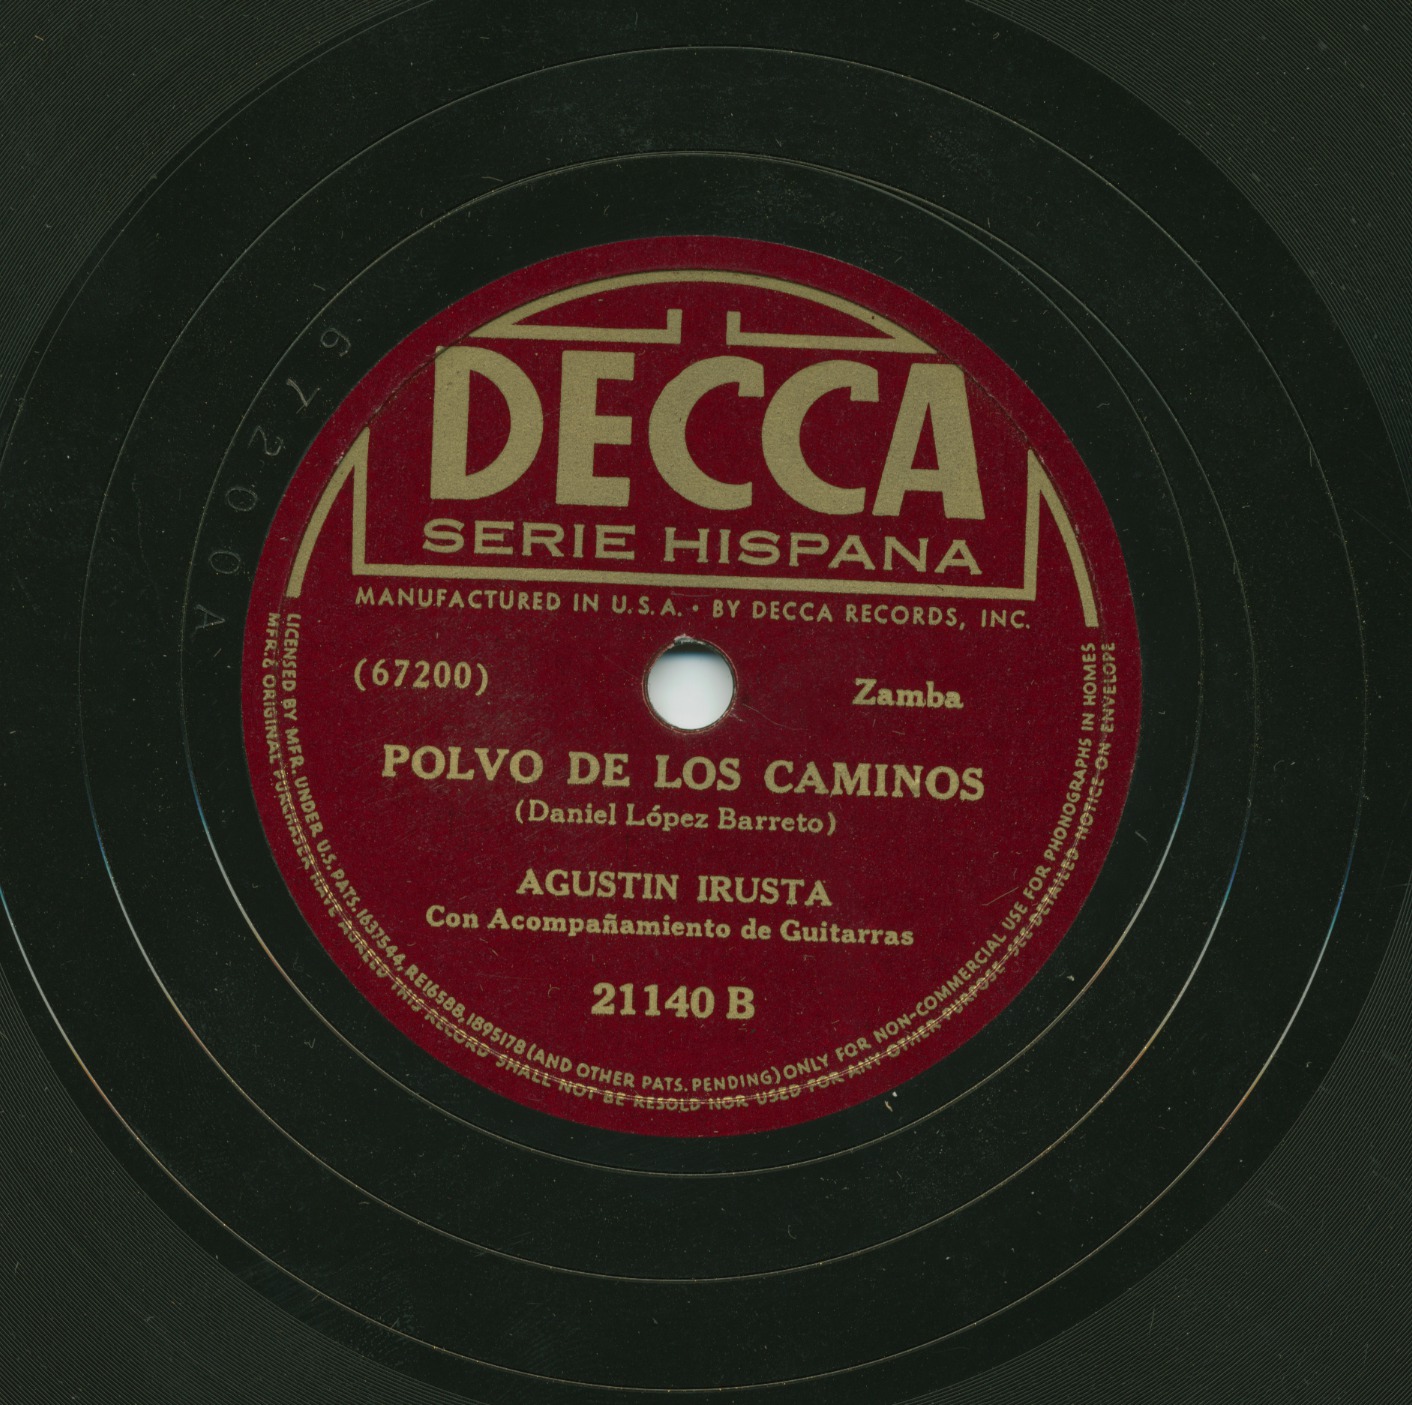 DECCA
SERIE HISPANA
MANUFACTURED IN U.S.A. • BY DECCA RECORDS, INC.
(67200)
Zamba
POLVO DE LOS CAMINOS
(Daniel López Barreto)
AGUSTIN IRUSTA
Con Acompañamiento de Guitarras
21140 B
LICENSED BY MFR. UNDER U.S. PATS. 1637544, RE16588, 1895178 (AND OTHER PATS. PENDING) ONLY FOR NON-COMMERCIAL USE FOR PHONOGRAPHS IN HOMES
MFR. & ORIGINAL PURCHASER HAVE AGREED THIS RECORD SHALL NOT BE RESOLD NOR USED FOR ANY OTHER PURPOSE SEE DETAILED NOTICE ON ENVELOPE
67200A